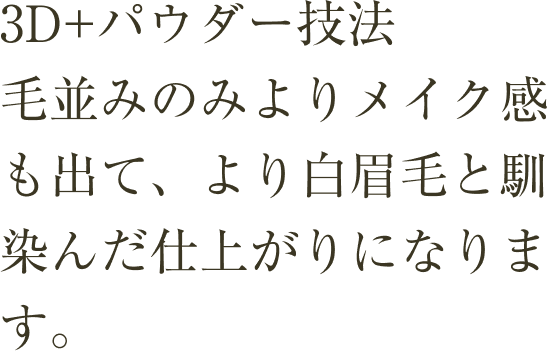 3D+パウダー技法
毛並みのみよりメイク感
も出て、より白眉毛と馴
染んだ仕上がりになりま
す。